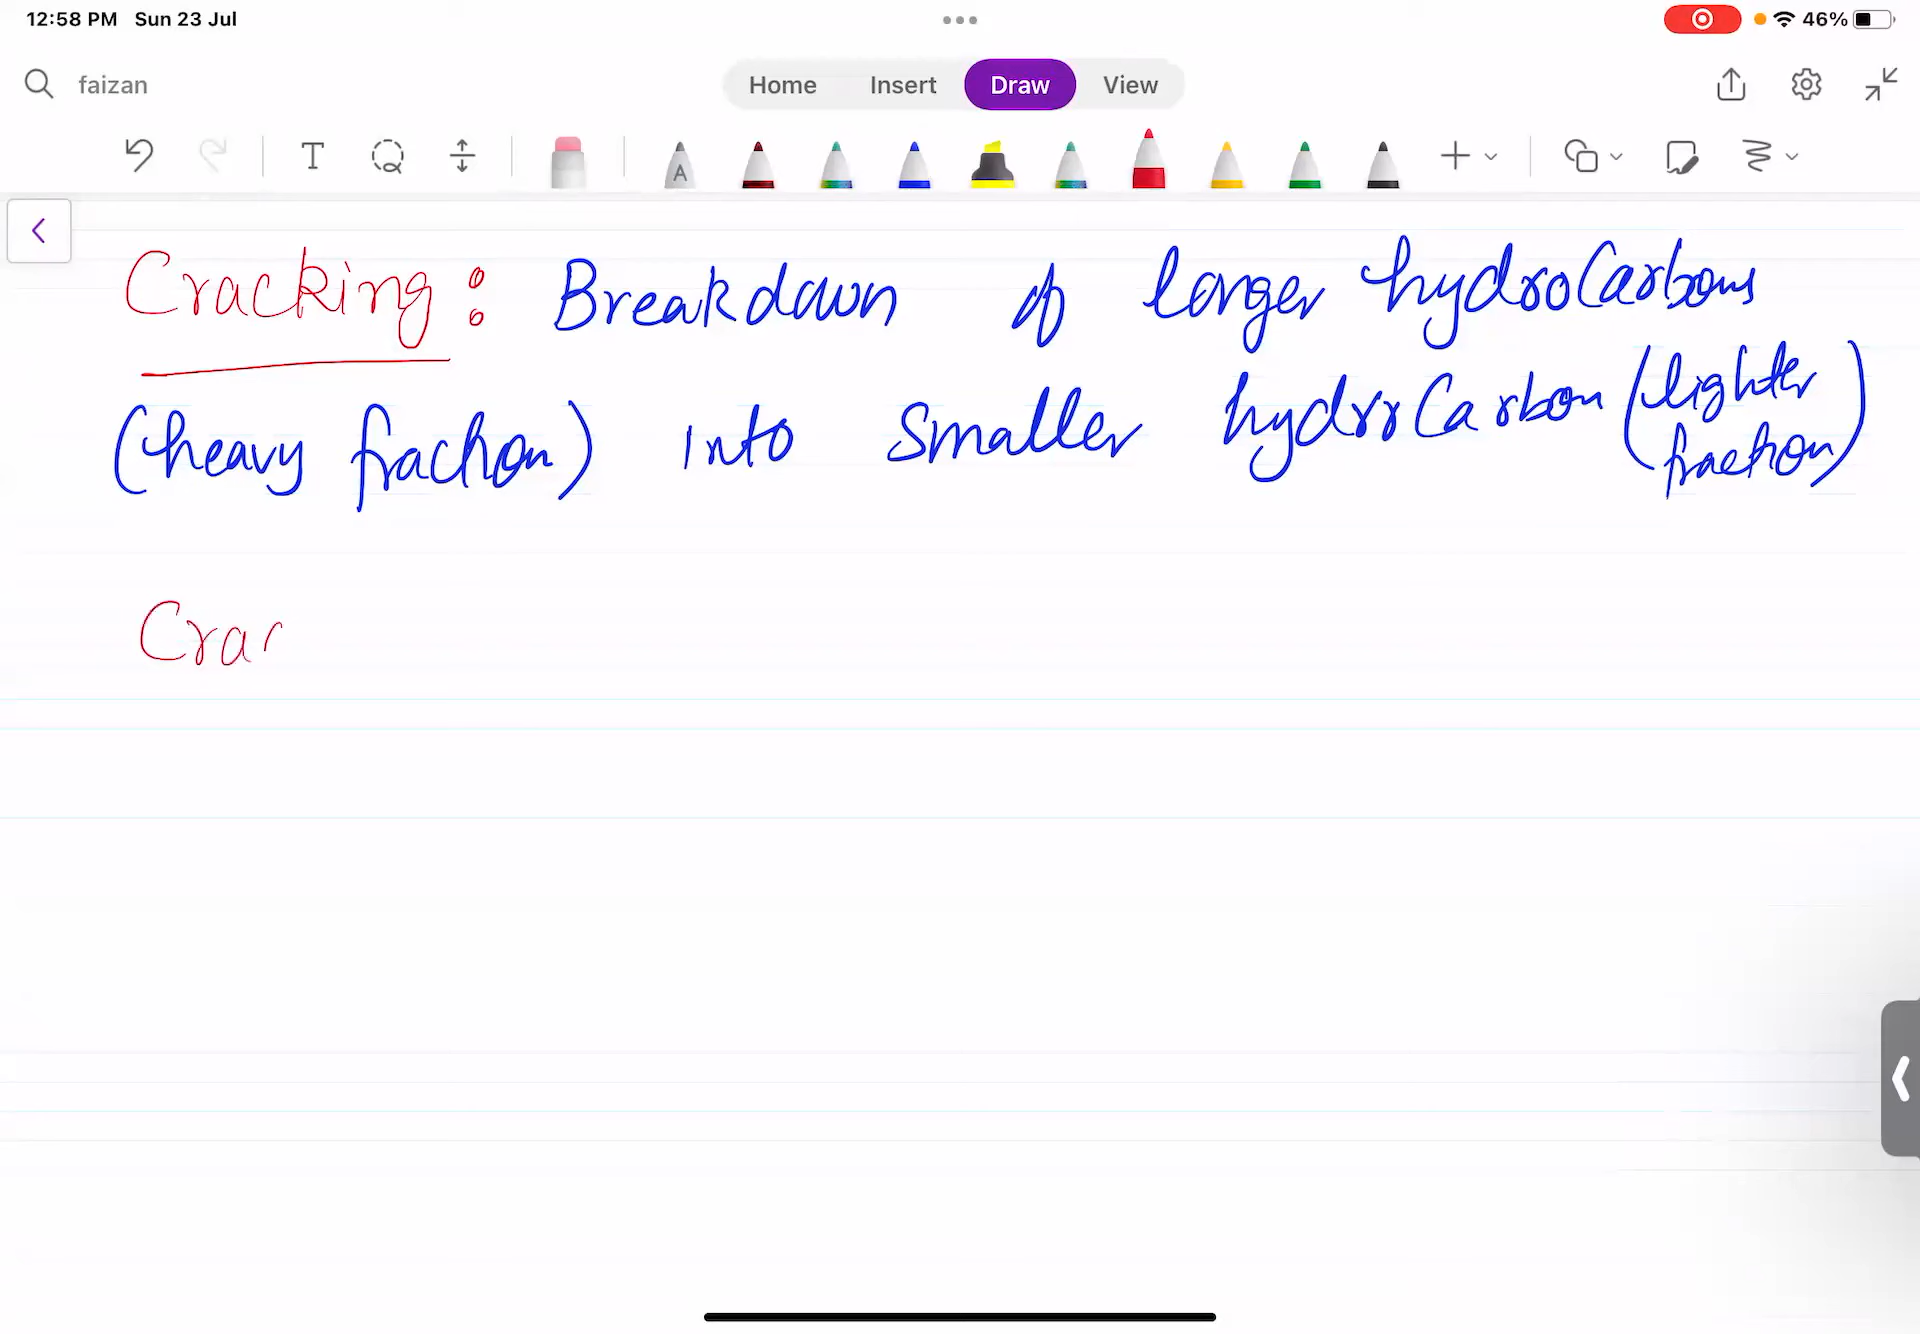 12:58 PM Sun 23 Jul
46%
faizan
Home Insert Draw View
T
A
Cracking: Breakdown of larger hydroCarbons
(heavy fraction) into smaller hydroCarbon (lighter fraction)
Crac